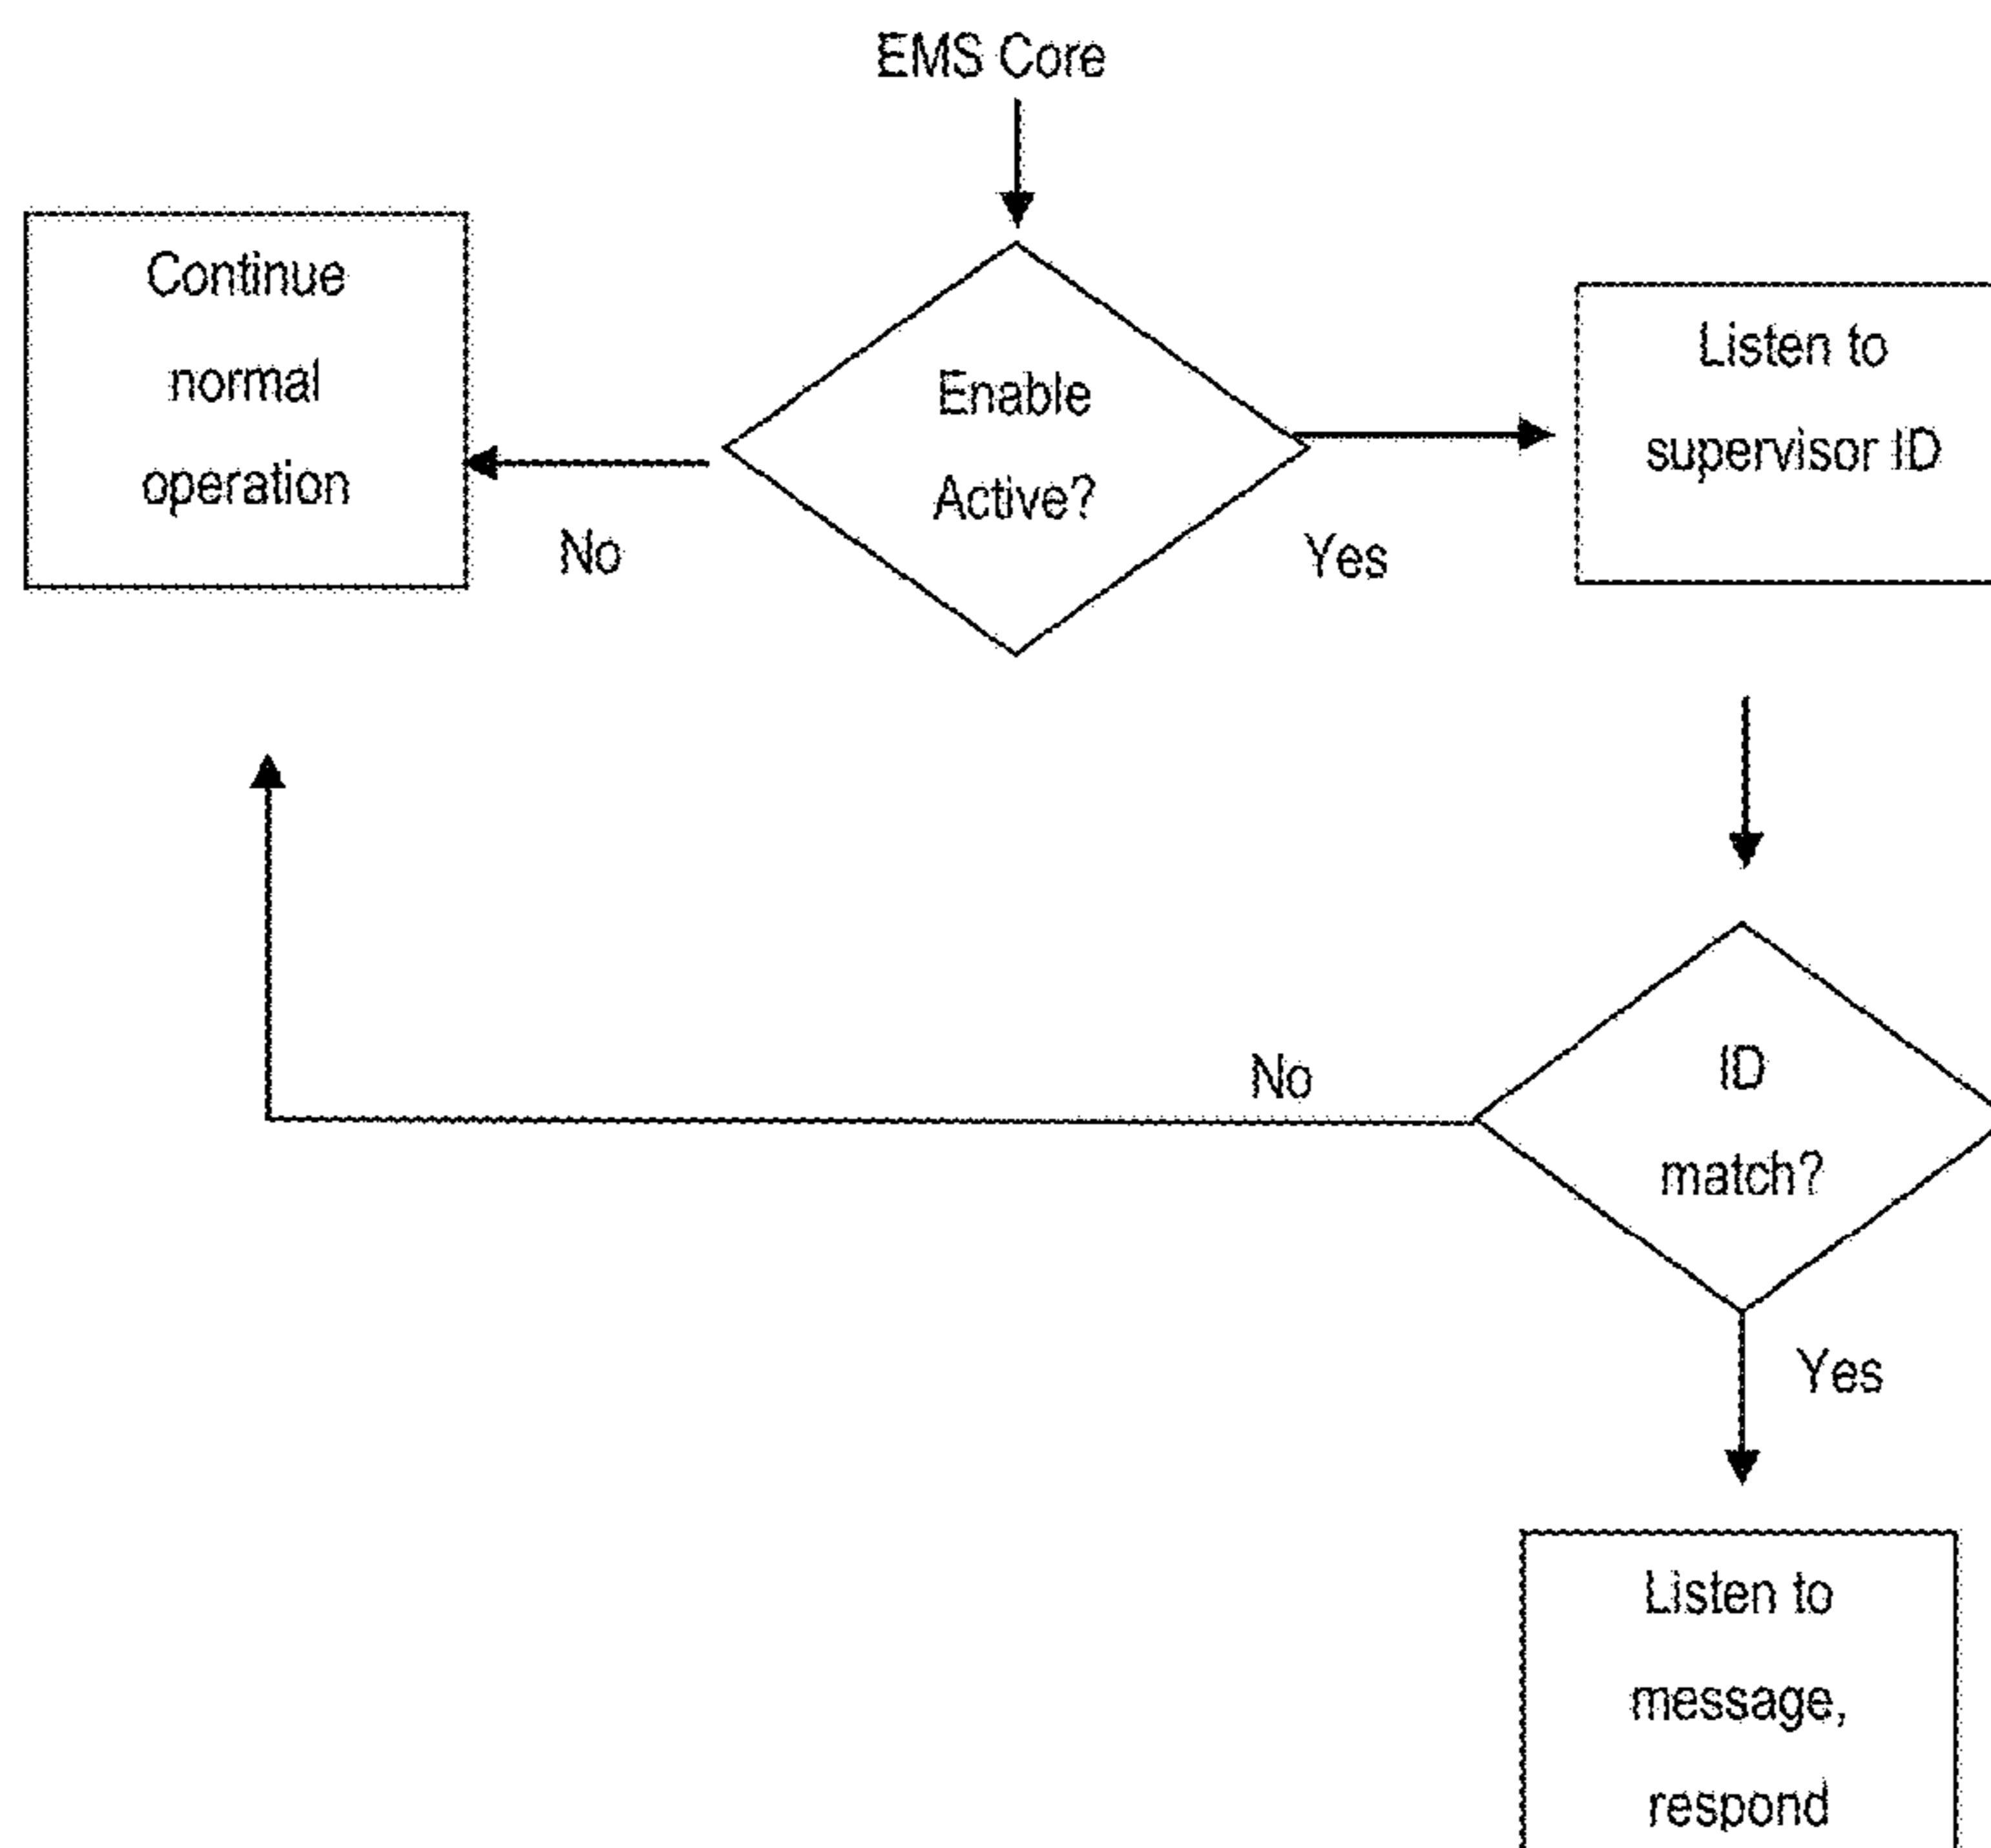 EMS Core
Continue
normal
operation
No
Enable
Active?
Yes
Listen to
supervisor ID
No
ID
match?
Yes
Listen to
message,
respond